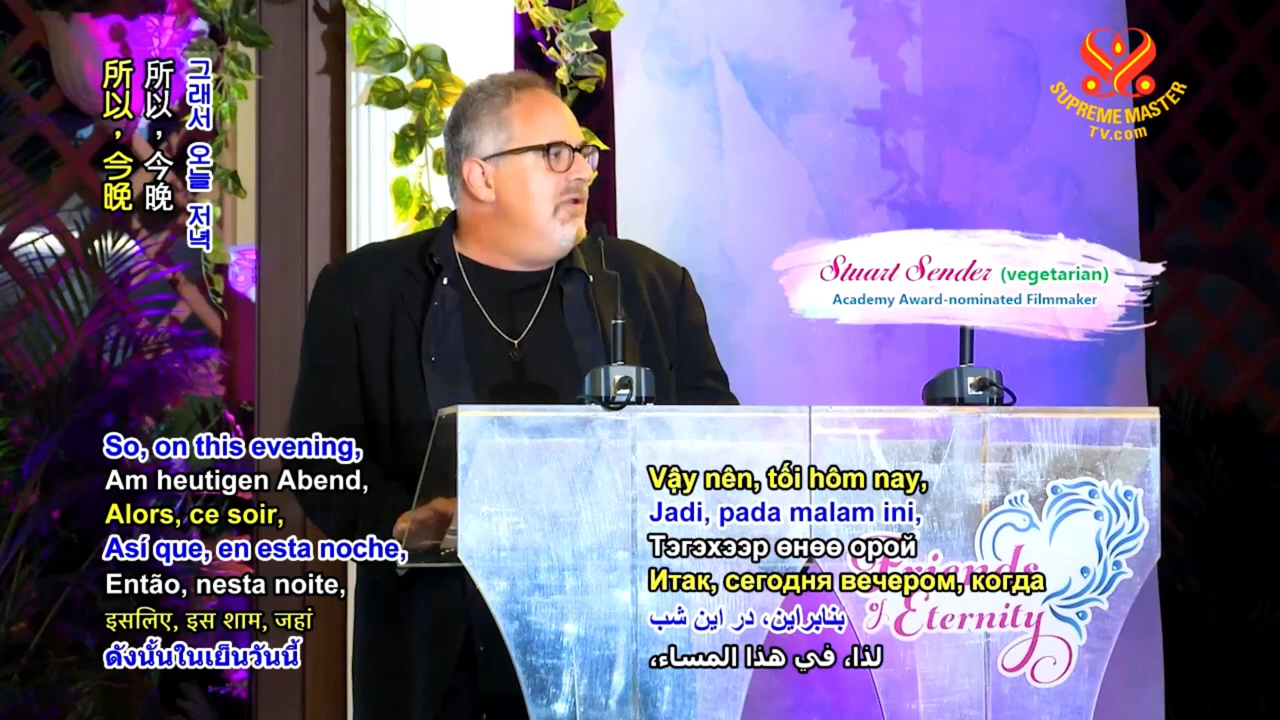 그래서 오늘 저녁
所以，今晚
所以，今晚
SUPREME MASTER
TV.com
Stuart Sender (vegetarian)
Academy Award-nominated Filmmaker
So, on this evening,
Am heutigen Abend,
Alors, ce soir,
Así que, en esta noche,
Então, nesta noite,
इसलिए, इस शाम, जहां
ดังนั้นในเย็นวันนี้
Vậy nên, tối hôm nay,
Jadi, pada malam ini,
Тэгэхээр өнөө орой
Итак, сегодня вечером, когда
بنابراین، در این شب
لذا، في هذا المساء،
Friends
of Eternity